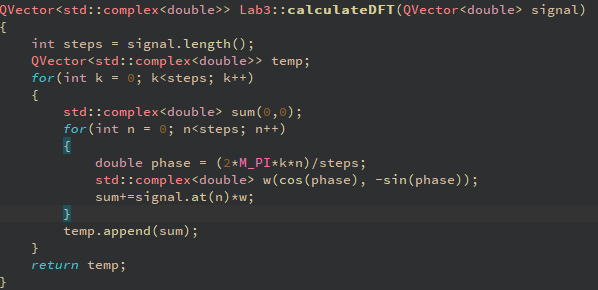 QVector<std::complex<double>> Lab3::calculateDFT(QVector<double> signal)
{
    int steps = signal.length();
    QVector<std::complex<double>> temp;
    for(int k = 0; k<steps; k++)
    {
        std::complex<double> sum(0,0);
        for(int n = 0; n<steps; n++)
        {
            double phase = (2*M_PI*k*n)/steps;
            std::complex<double> w(cos(phase), -sin(phase));
            sum+=signal.at(n)*w;
        }
        temp.append(sum);
    }
    return temp;
}